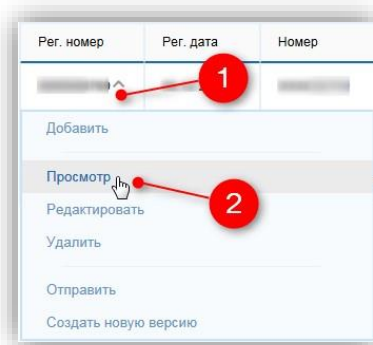 Рег. номер Рег. дата Номер
1
Добавить
Просмотр
2
Редактировать
Удалить
Отправить
Создать новую версию